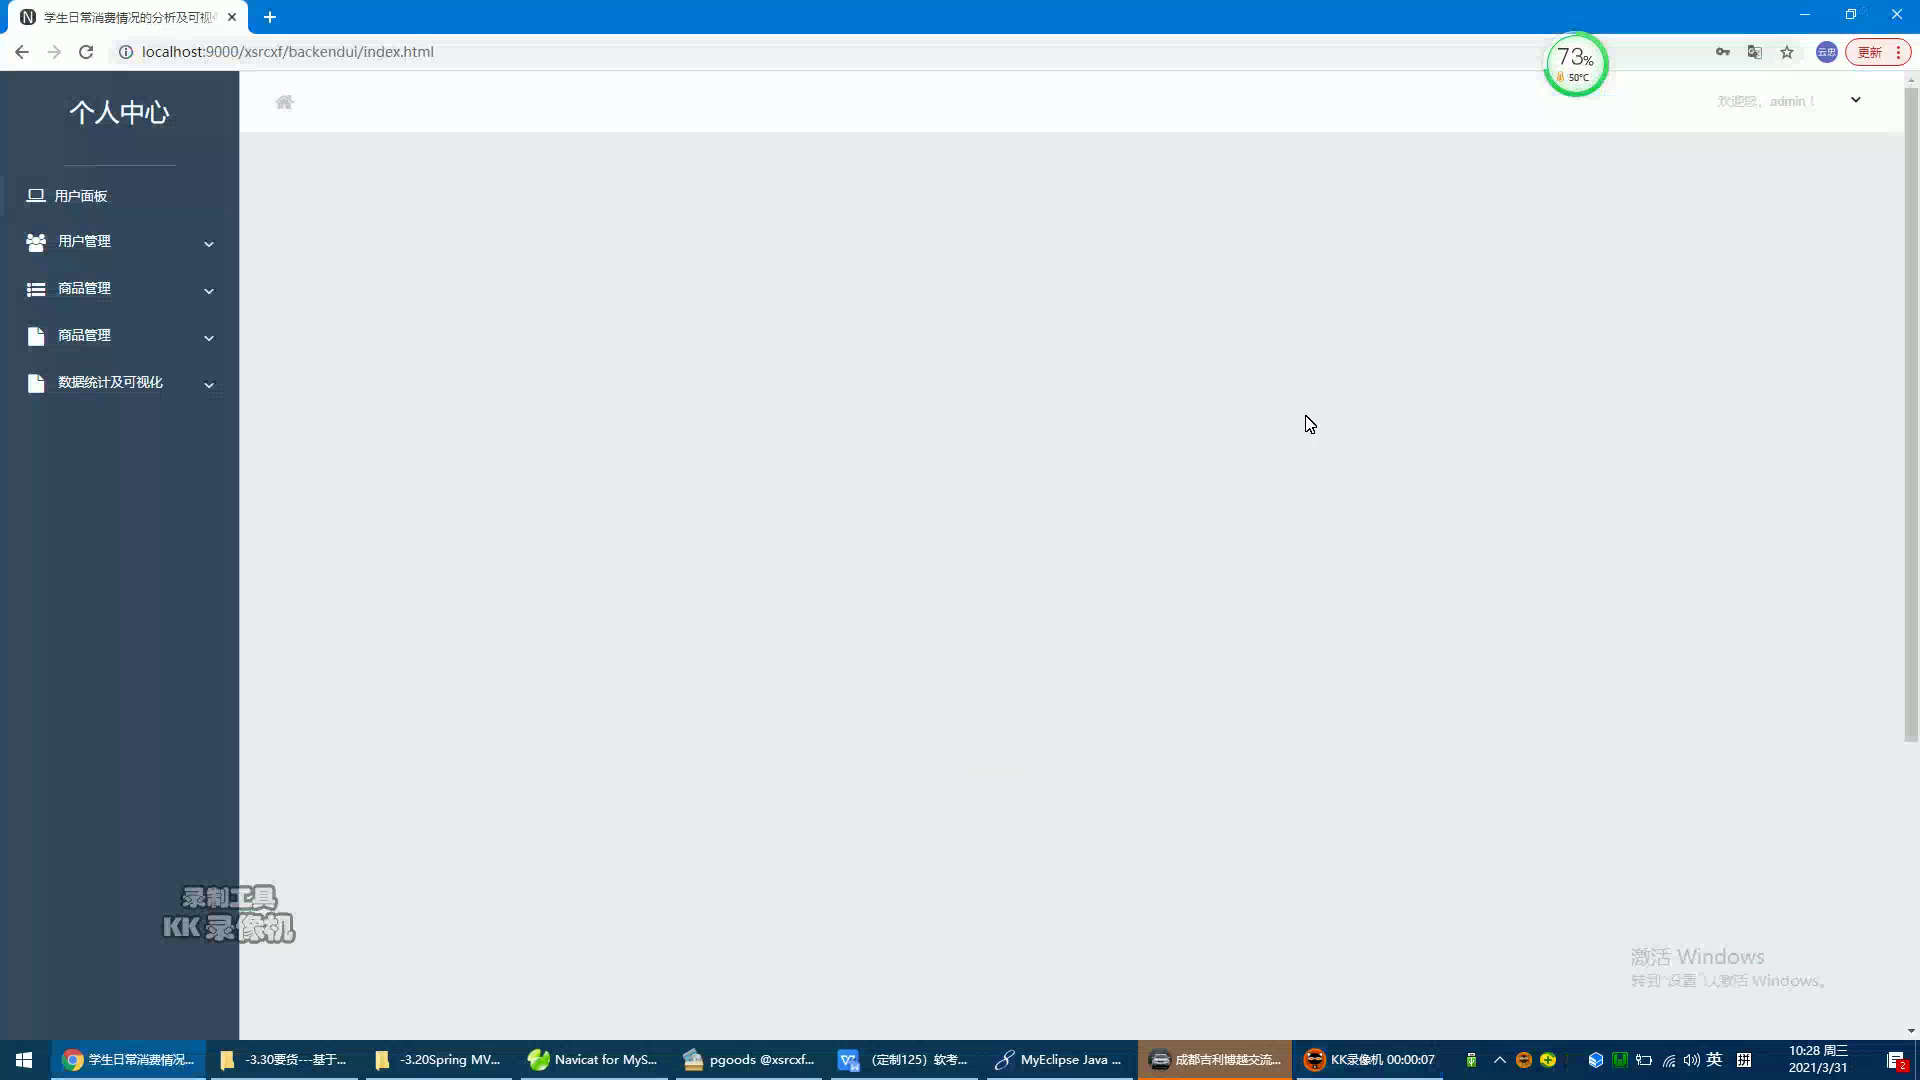 学生日常消费情况的分析及可视
localhost:9000/xsrcxf/backendui/index.html
73%
50°C
云忠
更新
个人中心
欢迎您，admin！
用户面板
用户管理
商品管理
商品管理
数据统计及可视化
录制工具
KK 录像机
激活 Windows
转到"设置"以激活 Windows。
学生日常消费情况...
-3.30要货---基于...
-3.20Spring MV...
Navicat for MyS...
pgoods @xsrcxf...
(定制125）软考...
MyEclipse Java ...
成都吉利博越交流...
KK录像机 00:00:07
英
拼
10:28 周三
2021/3/31
2